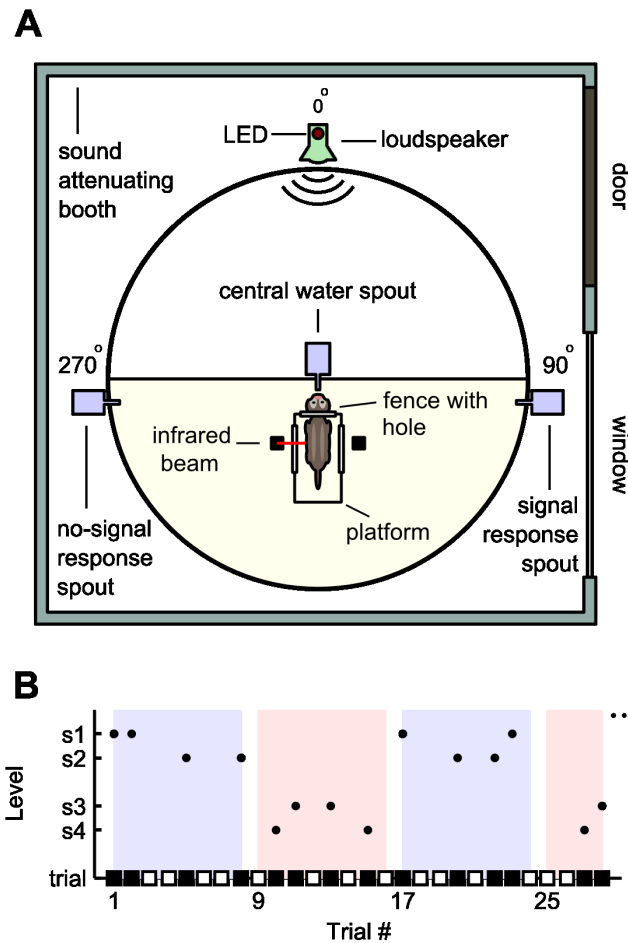 A
0°
LED
loudspeaker
sound
attenuating
booth
door
central water spout
270°
90°
fence with
hole
infrared
beam
window
platform
no-signal
response
spout
signal
response
spout
B
s1
s2
s3
s4
Level
trial
1
9
17
25
Trial #